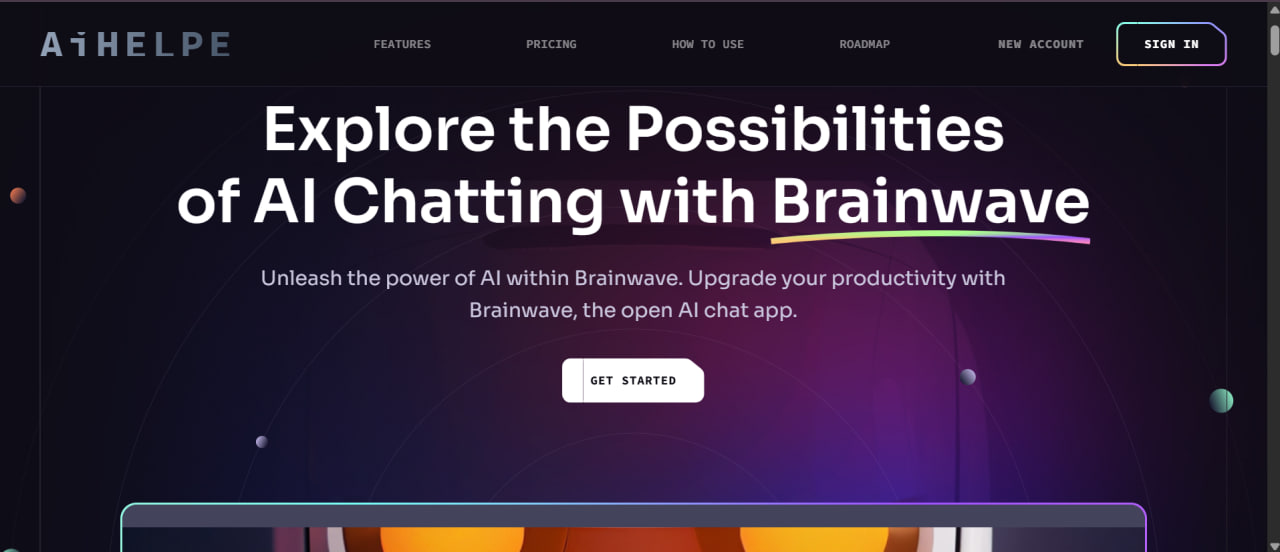 AiHELPE
FEATURES
PRICING
HOW TO USE
ROADMAP
NEW ACCOUNT
SIGN IN
Explore the Possibilities
of AI Chatting with Brainwave
Unleash the power of AI within Brainwave. Upgrade your productivity with
Brainwave, the open AI chat app.
GET STARTED